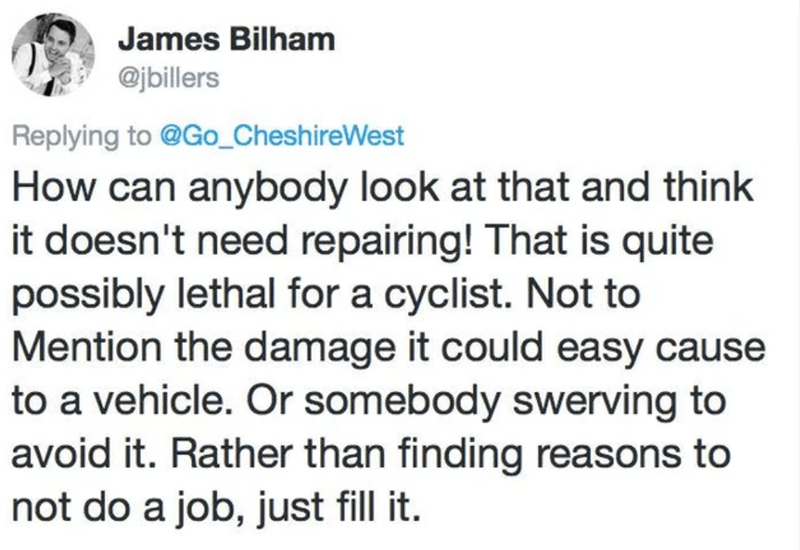 James Bilham
@jbillers
Replying to @Go_CheshireWest
How can anybody look at that and think
it doesn't need repairing! That is quite
possibly lethal for a cyclist. Not to
Mention the damage it could easy cause
to a vehicle. Or somebody swerving to
avoid it. Rather than finding reasons to
not do a job, just fill it.